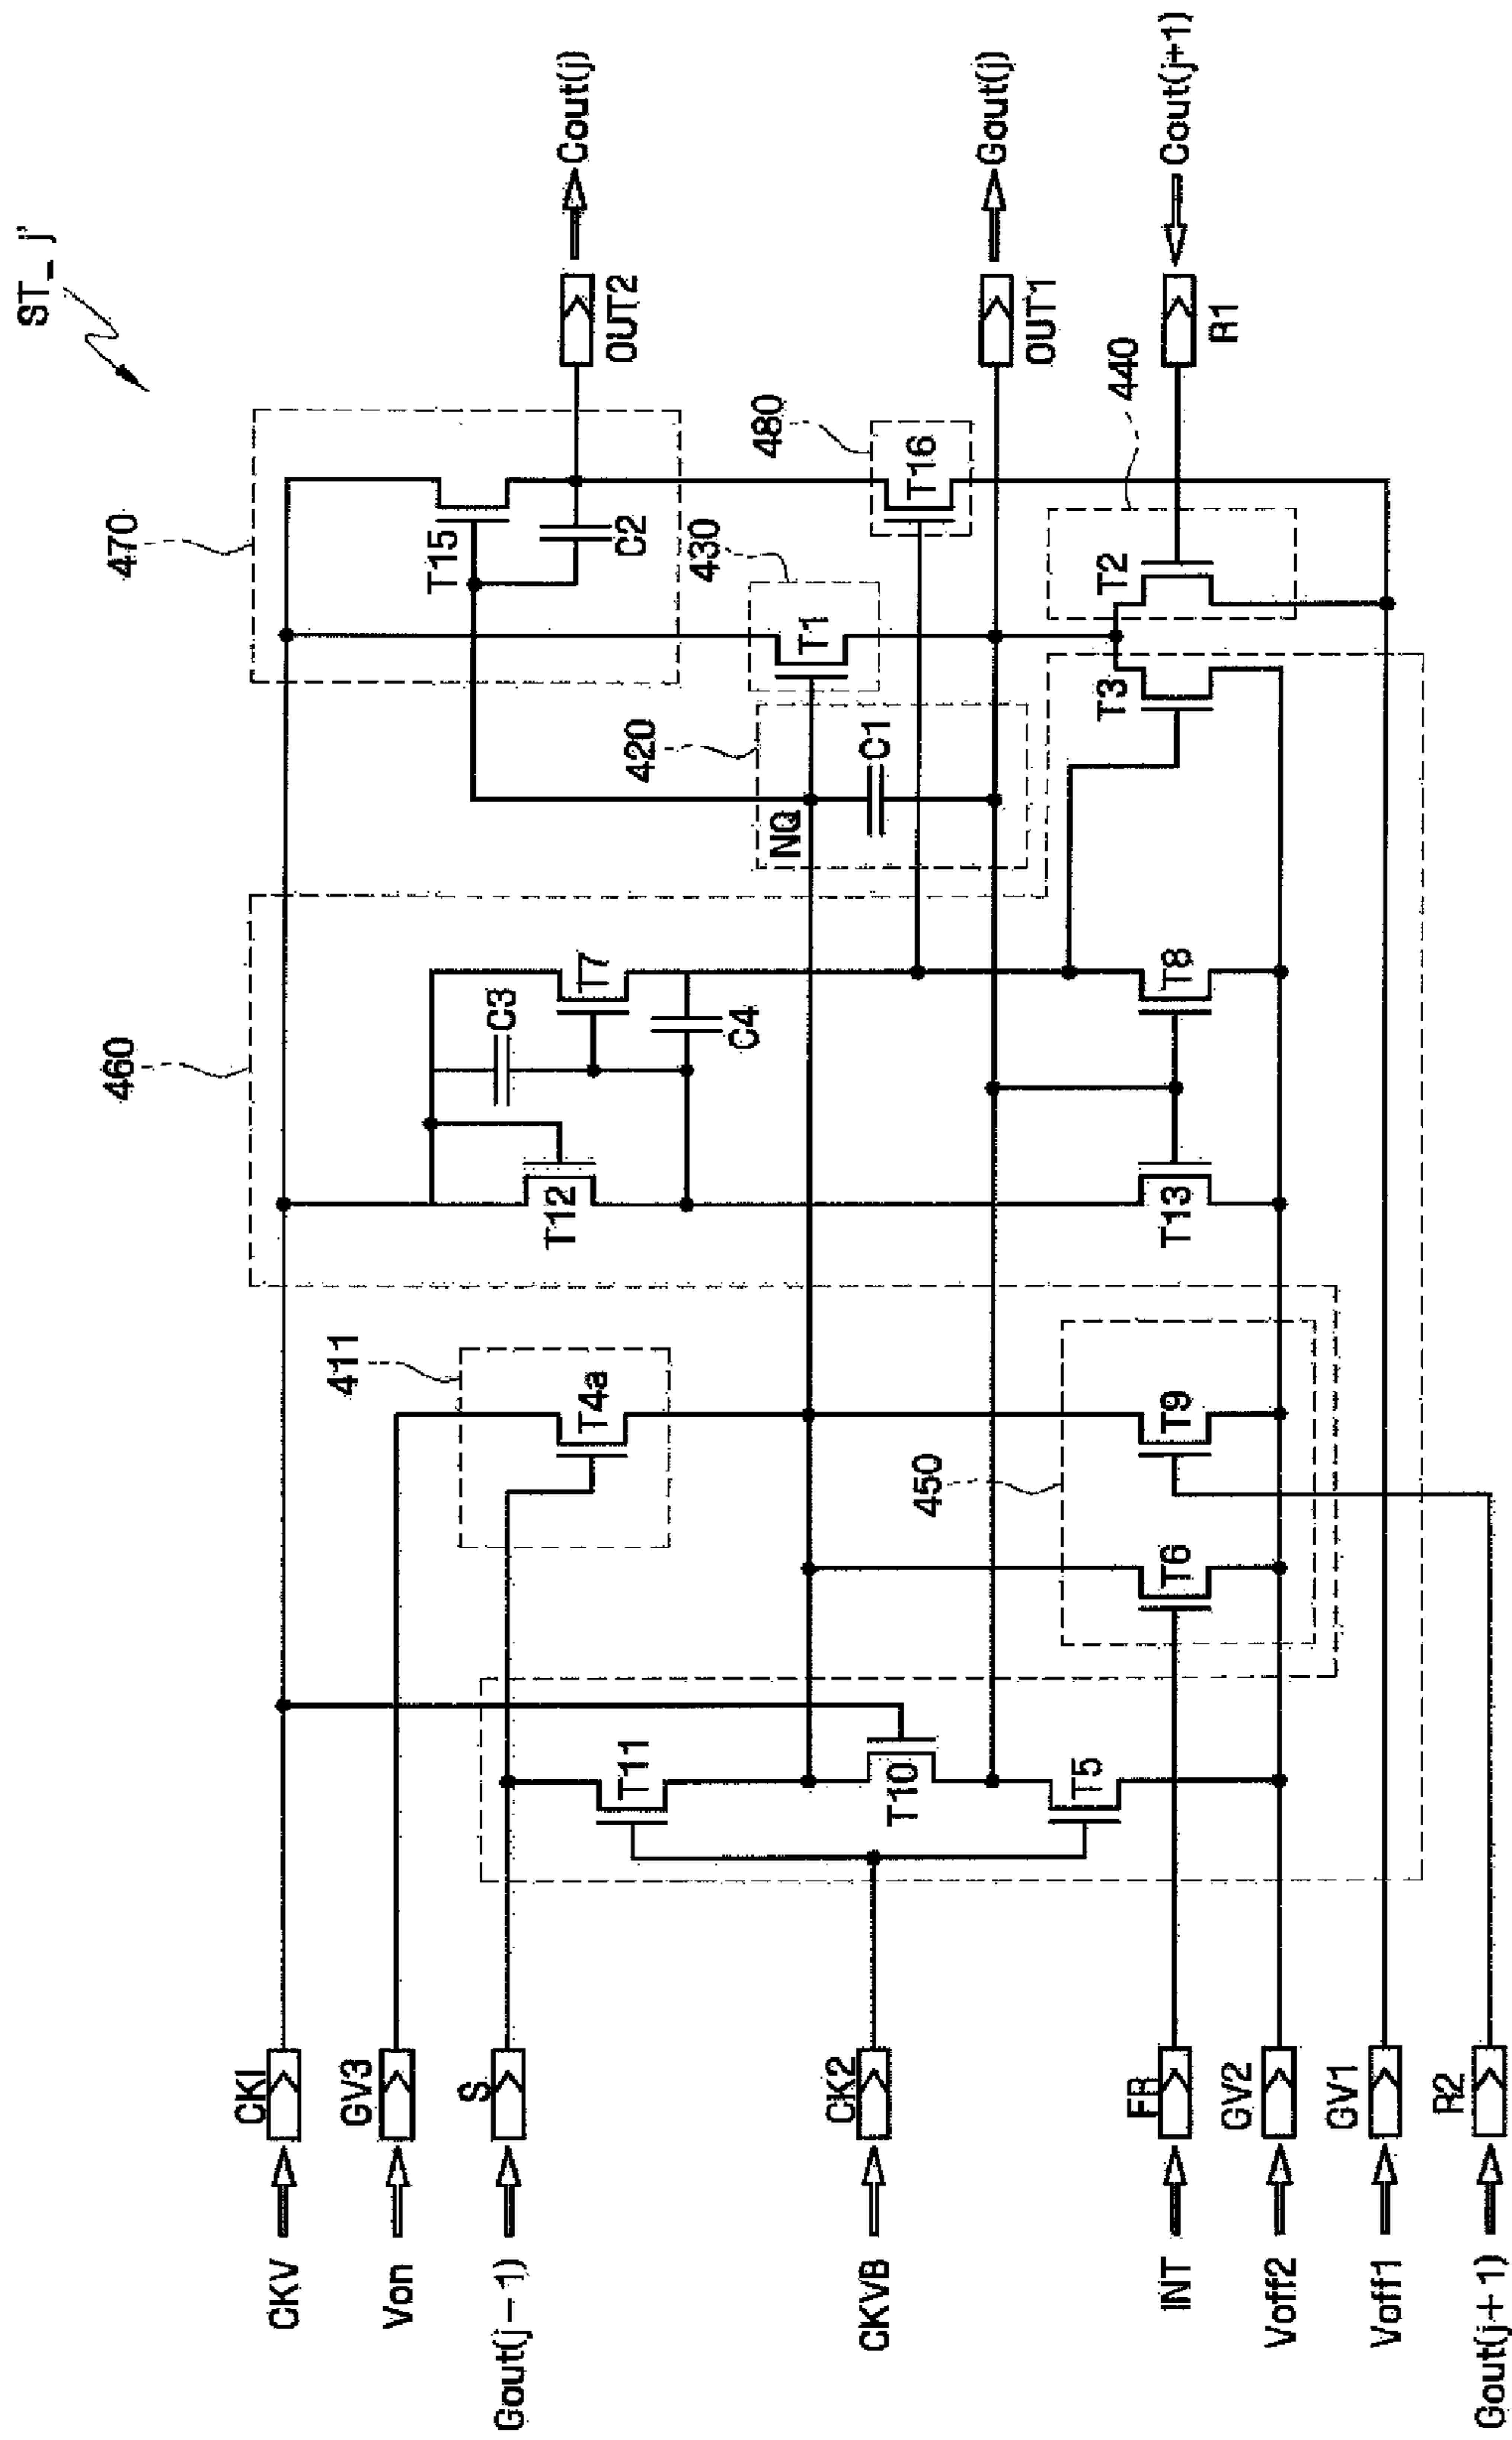 ST_ j'
470
T15
C2
OUT2
Cout(j)
480
T16
430
T1
420
NQ
C1
OUT1
Gout(j)
440
T2
T3
R1
Cout(j+1)
460
C3
T7
C4
T12
T8
T13
411
T4a
450
T9
T6
T11
T10
T5
CKV
CK1
Von
GV3
Gout(j−1)
S
CKVB
CK2
INT
FR
Voff2
GV2
Voff1
GV1
Gout(j+1)
R2